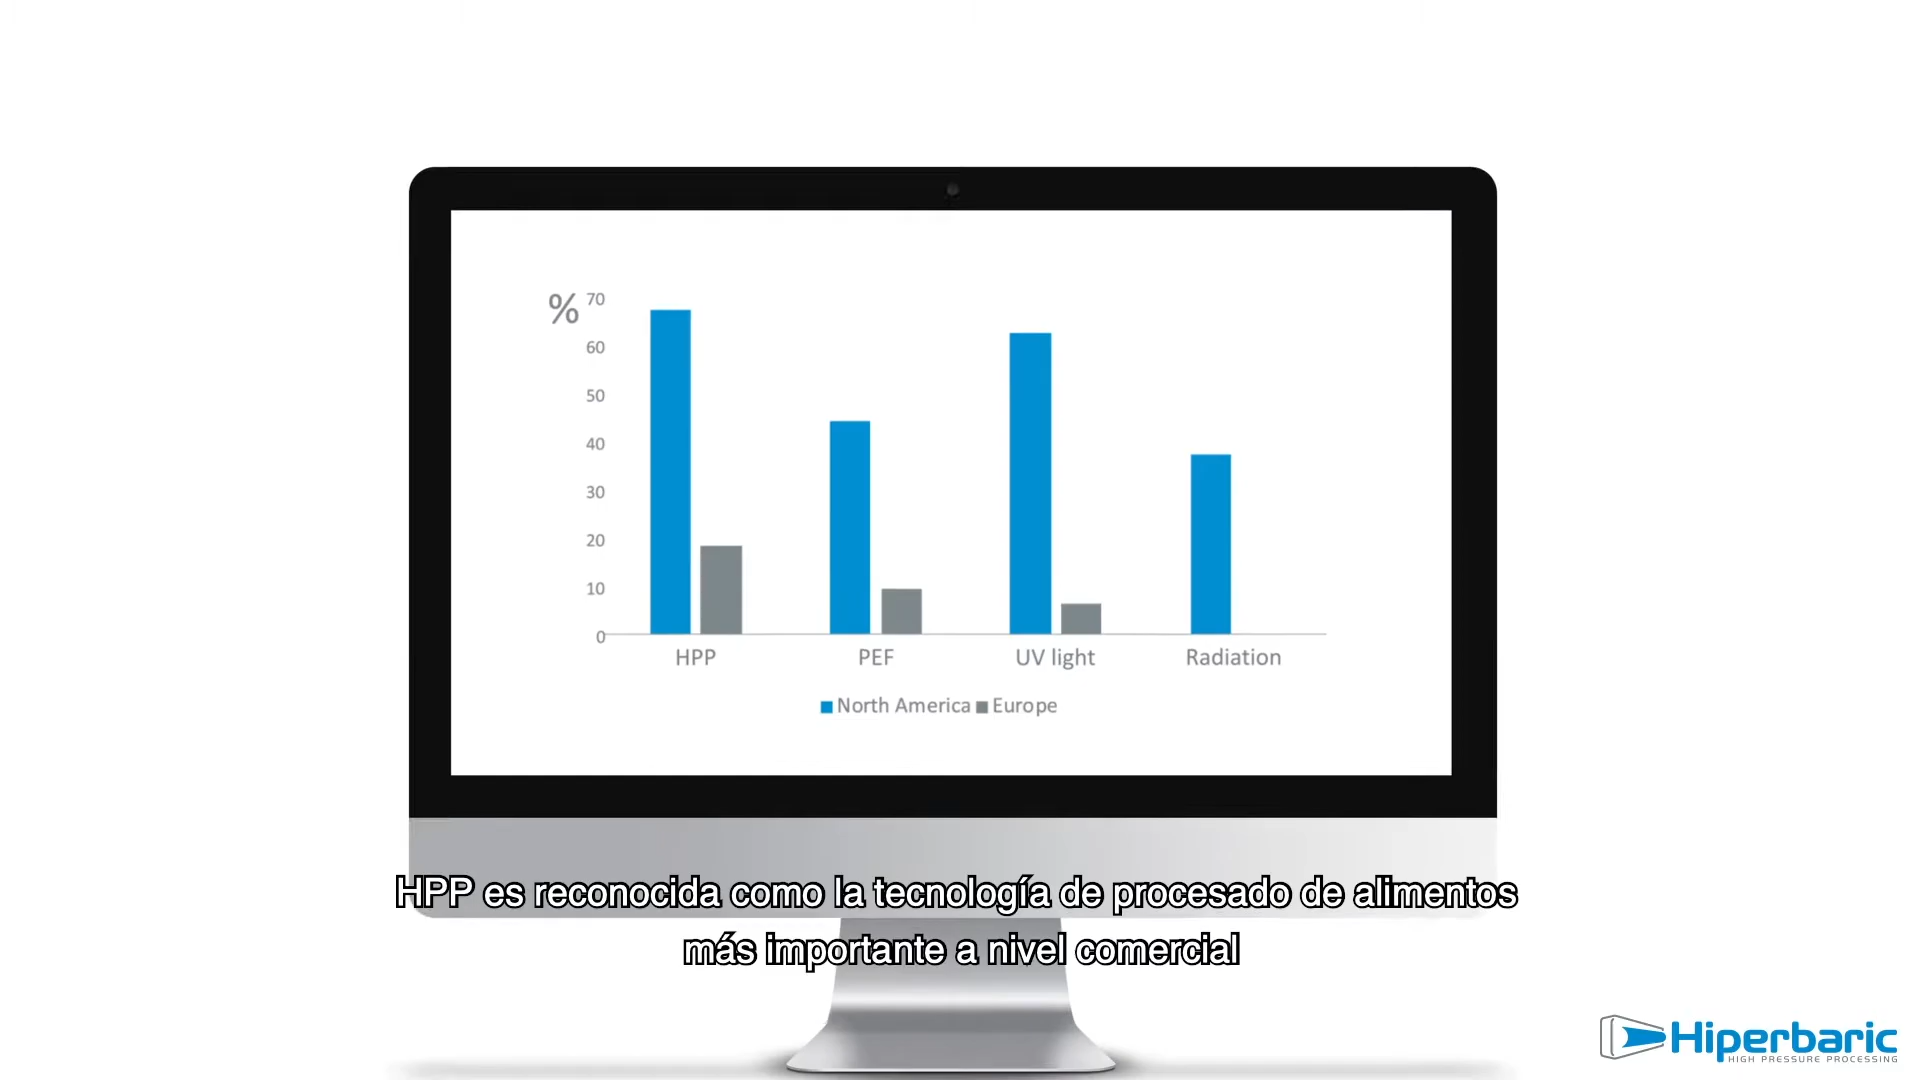 %
70
60
50
40
30
20
10
0
HPP PEF UV light Radiation
North America Europe
HPP es reconocida como la tecnología de procesado de alimentos
más importante a nivel comercial
Hiperbaric
HIGH PRESSURE PROCESSING